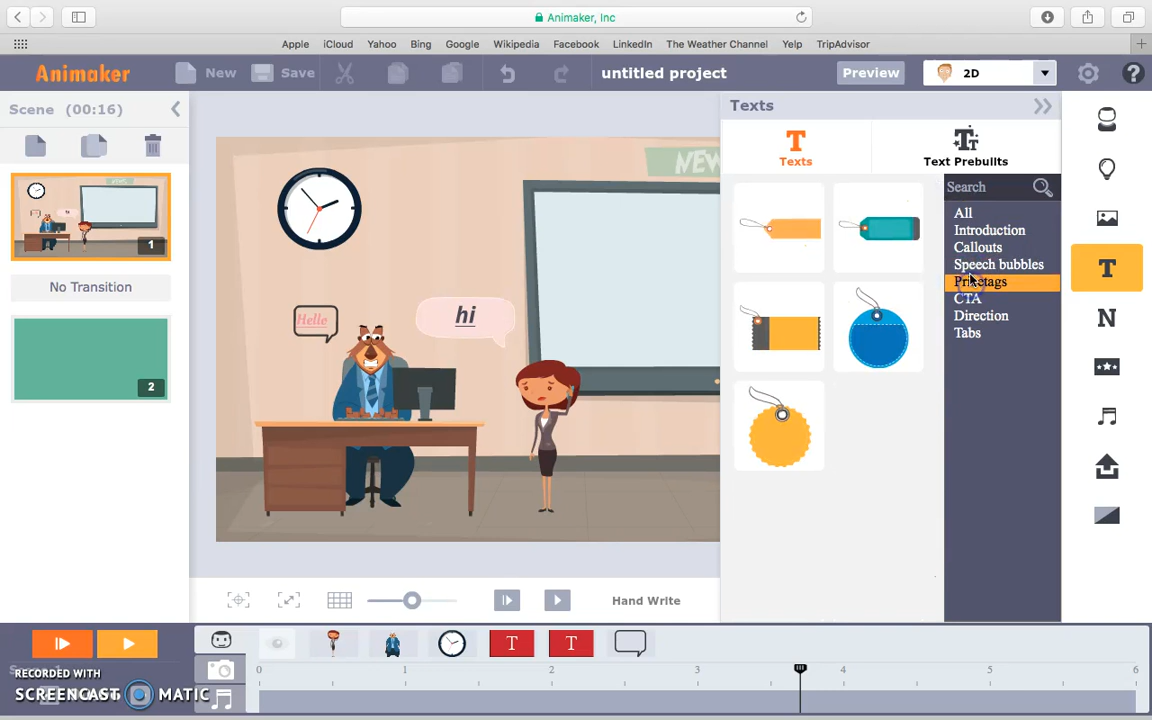 Animaker, Inc
Apple iCloud Yahoo Bing Google Wikipedia Facebook LinkedIn The Weather Channel Yelp TripAdvisor
Animaker New Save untitled project Preview 2D
Scene (00:16)
1
No Transition
2
NEW
Hello
hi
Texts
T
Texts
Text Prebuilts
Search
All
Introduction
Callouts
Speech bubbles
Pricetags
CTA
Direction
Tabs
T
N
Hand Write
T T
0 1 2 3 4 5 6
RECORDED WITH
SCREENCAST MATIC